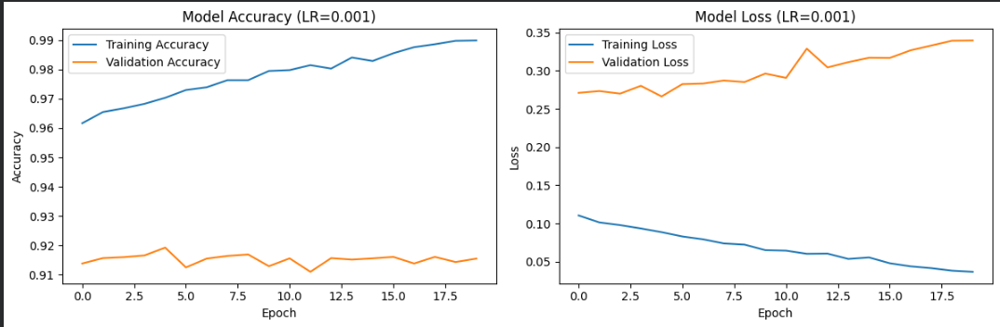 Model Accuracy (LR=0.001)
Training Accuracy
Validation Accuracy
0.99
0.98
0.97
0.96
0.95
0.94
0.93
0.92
0.91
Accuracy
0.0 2.5 5.0 7.5 10.0 12.5 15.0 17.5
Epoch
Model Loss (LR=0.001)
Training Loss
Validation Loss
0.35
0.30
0.25
0.20
0.15
0.10
0.05
Loss
0.0 2.5 5.0 7.5 10.0 12.5 15.0 17.5
Epoch